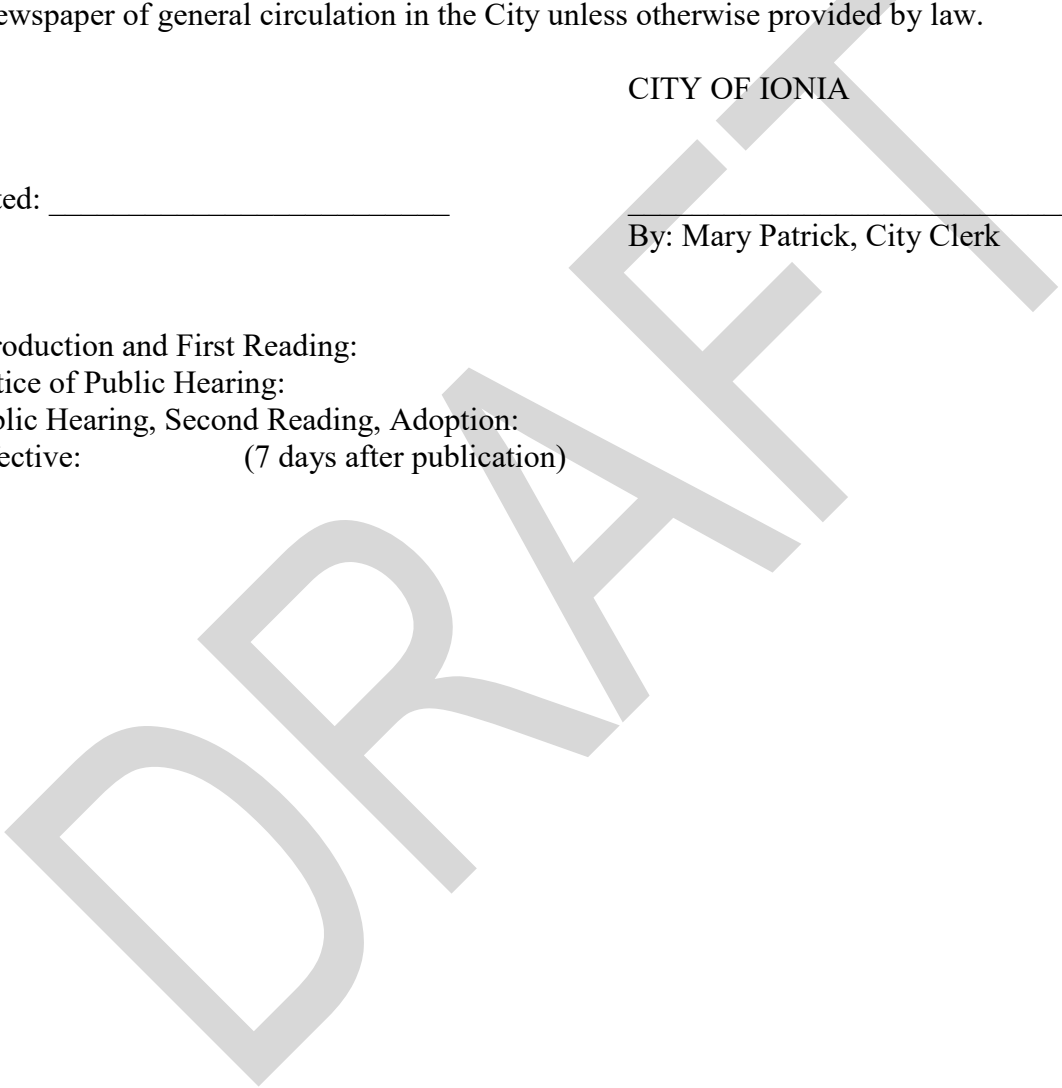 ewspaper of general circulation in the City unless otherwise provided by law.
CITY OF IONIA
ted: _________________________
____________________________
By: Mary Patrick, City Clerk
roduction and First Reading:
tice of Public Hearing:
blic Hearing, Second Reading, Adoption:
ective: (7 days after publication)
DRAFT